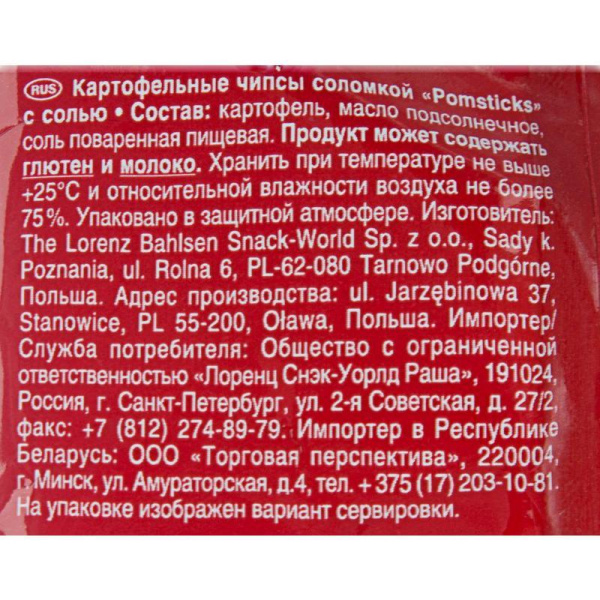 RUS Картофельные чипсы соломкой «Pomsticks»
с солью • Состав: картофель, масло подсолнечное,
соль поваренная пищевая. Продукт может содержать
глютен и молоко. Хранить при температуре не выше
+25°C и относительной влажности воздуха не более
75%. Упаковано в защитной атмосфере. Изготовитель:
The Lorenz Bahlsen Snack-World Sp. z o.o., Sady k.
Poznania, ul. Rolna 6, PL-62-080 Tarnowo Podgórne,
Польша. Адрес производства: ul. Jarzębinowa 37,
Stanowice, PL 55-200, Оława, Польша. Импортер/
Служба потребителя: Общество с ограниченной
ответственностью «Лоренц Снэк-Уорлд Раша», 191024,
Россия, г. Санкт-Петербург, ул. 2-я Советская, д. 27/2,
факс: +7 (812) 274-89-79. Импортер в Республике
Беларусь: ООО «Торговая перспектива», 220004,
г.Минск, ул. Амураторская, д.4, тел. + 375 (17) 203-10-81.
На упаковке изображен вариант сервировки.